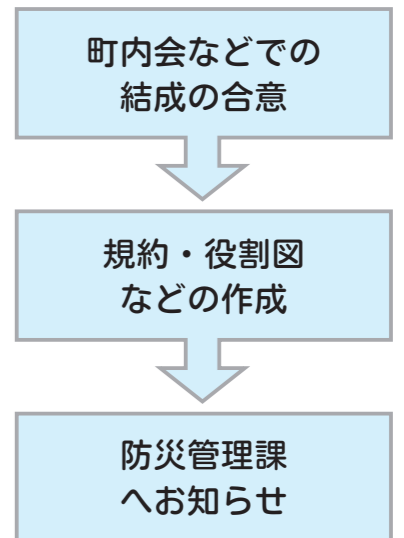 町内会などでの
結成の合意
規約・役割図
などの作成
防災管理課
へお知らせ